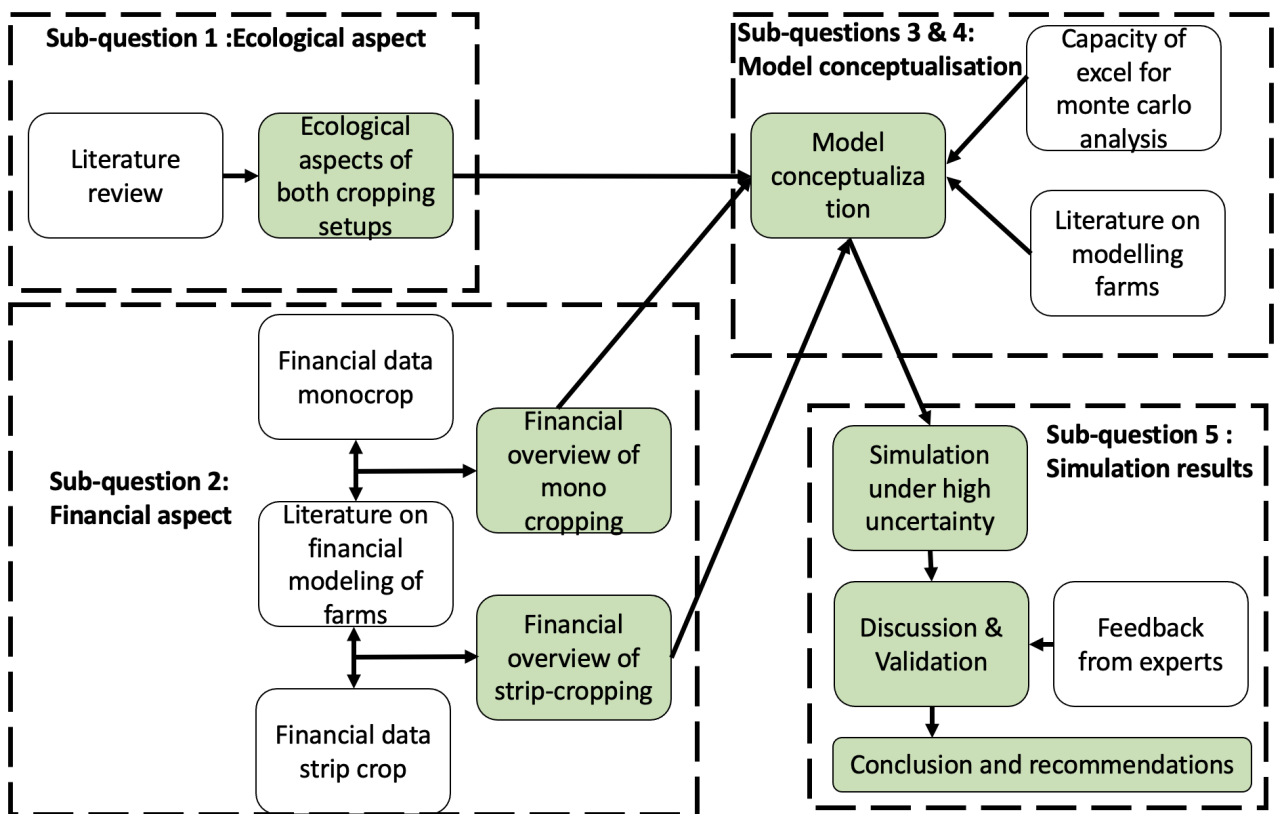 Sub-question 1 :Ecological aspect
Literature
review
Ecological
aspects of
both cropping
setups
Sub-questions 3 & 4:
Model conceptualisation
Capacity of
excel for
monte carlo
analysis
Model
conceptualiza
tion
Literature on
modelling
farms
Sub-question 2:
Financial aspect
Financial data
monocrop
Literature on
financial
modeling of
farms
Financial data
strip crop
Financial
overview of
mono
cropping
Financial
overview of
strip-cropping
Sub-question 5 :
Simulation results
Simulation
under high
uncertainty
Discussion &
Validation
Feedback
from experts
Conclusion and recommendations